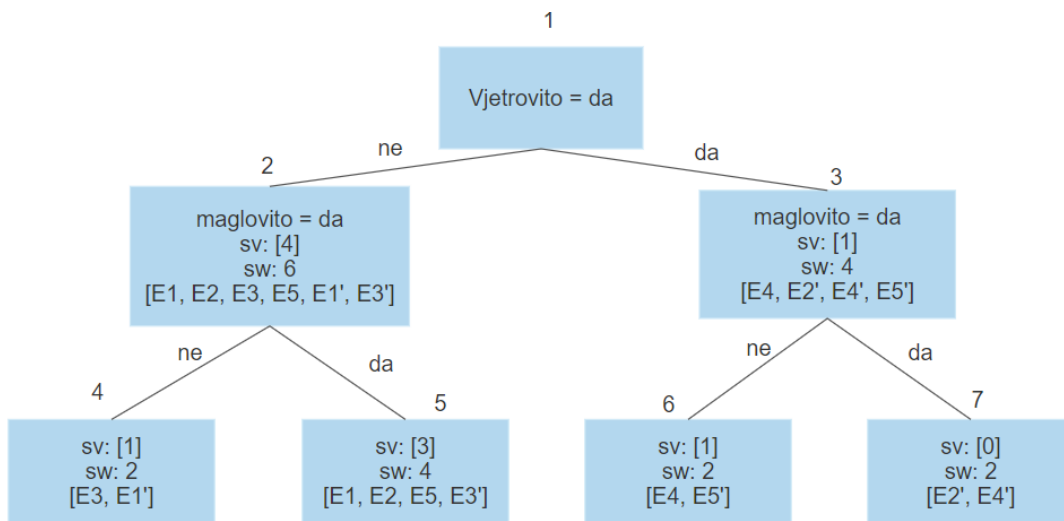 1
Vjetrovito = da
ne
da
2
3
maglovito = da
sv: [4]
sw: 6
[E1, E2, E3, E5, E1', E3']
maglovito = da
sv: [1]
sw: 4
[E4, E2', E4', E5']
ne
da
ne
da
4
5
6
7
sv: [1]
sw: 2
[E3, E1']
sv: [3]
sw: 4
[E1, E2, E5, E3']
sv: [1]
sw: 2
[E4, E5']
sv: [0]
sw: 2
[E2', E4']